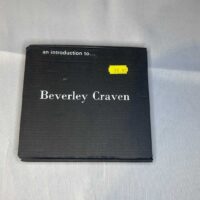 an introduction to...
Beverley Craven